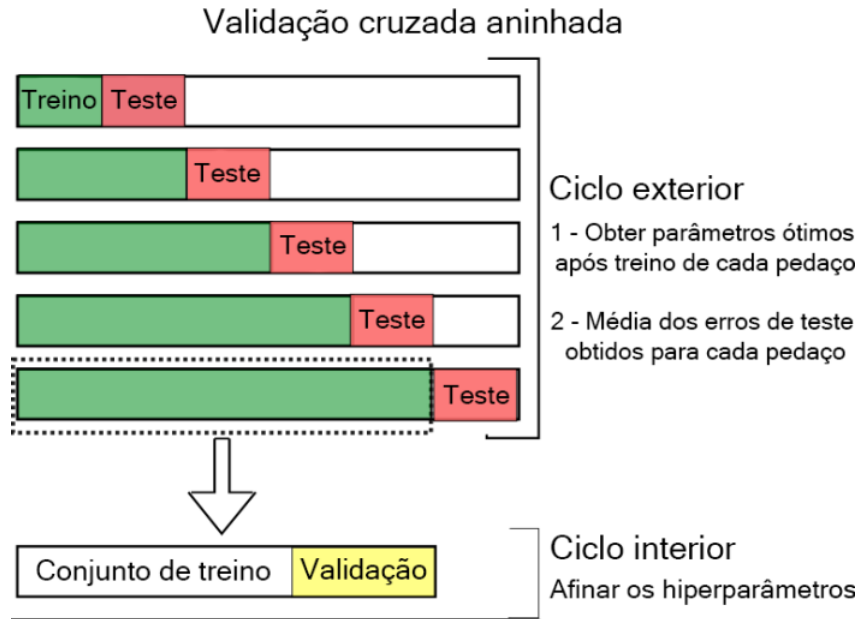 Validação cruzada aninhada
Treino Teste
Teste
Teste
Teste
Teste
Ciclo exterior
1 - Obter parâmetros ótimos
após treino de cada pedaço
2 - Média dos erros de teste
obtidos para cada pedaço
Conjunto de treino Validação
Ciclo interior
Afinar os hiperparâmetros